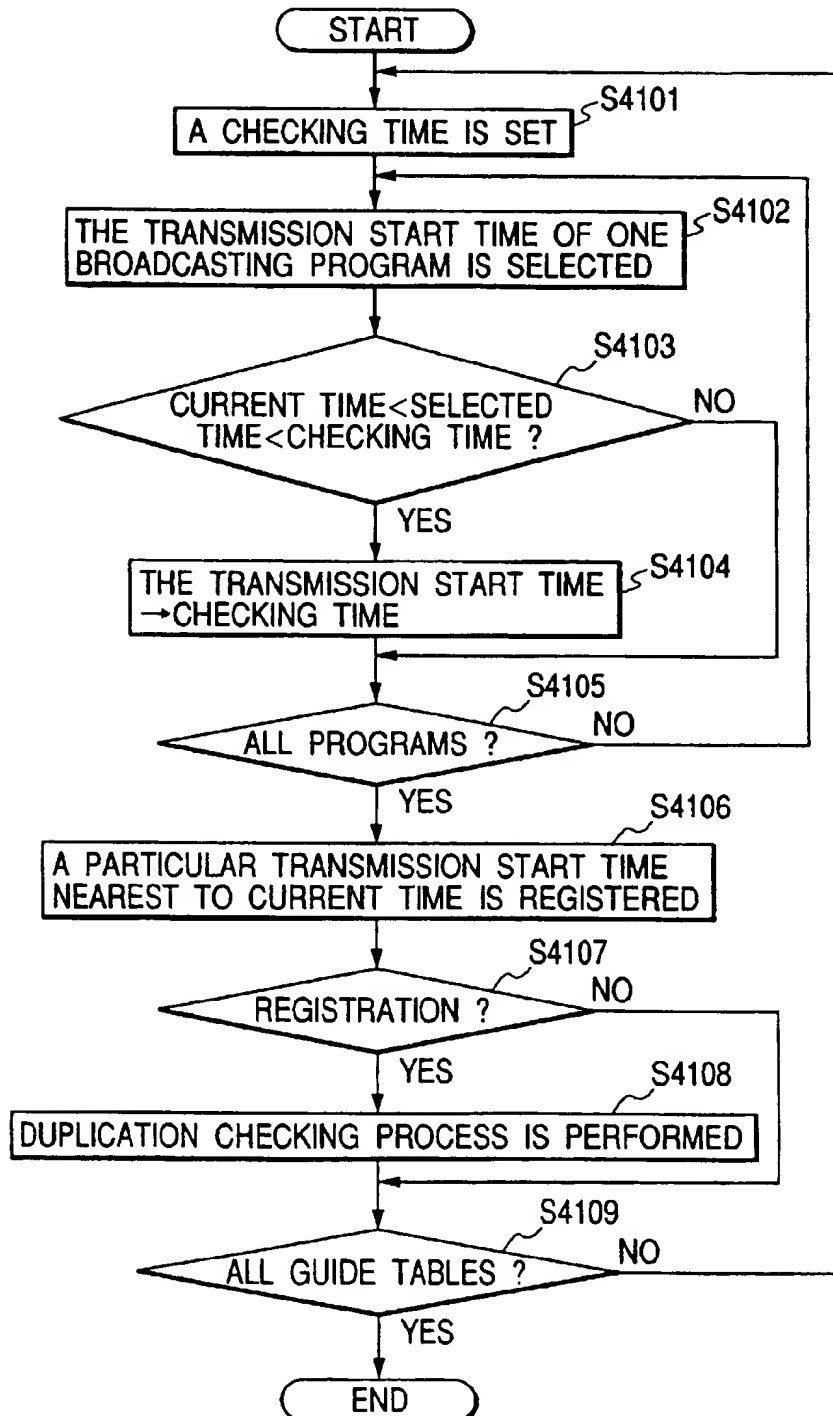 START
S4101
A CHECKING TIME IS SET
S4102
THE TRANSMISSION START TIME OF ONE
BROADCASTING PROGRAM IS SELECTED
S4103
CURRENT TIME<SELECTED
TIME<CHECKING TIME ?
NO
YES
S4104
THE TRANSMISSION START TIME
→CHECKING TIME
S4105
ALL PROGRAMS ?
NO
YES
S4106
A PARTICULAR TRANSMISSION START TIME
NEAREST TO CURRENT TIME IS REGISTERED
S4107
REGISTRATION ?
NO
YES
S4108
DUPLICATION CHECKING PROCESS IS PERFORMED
S4109
ALL GUIDE TABLES ?
NO
YES
END